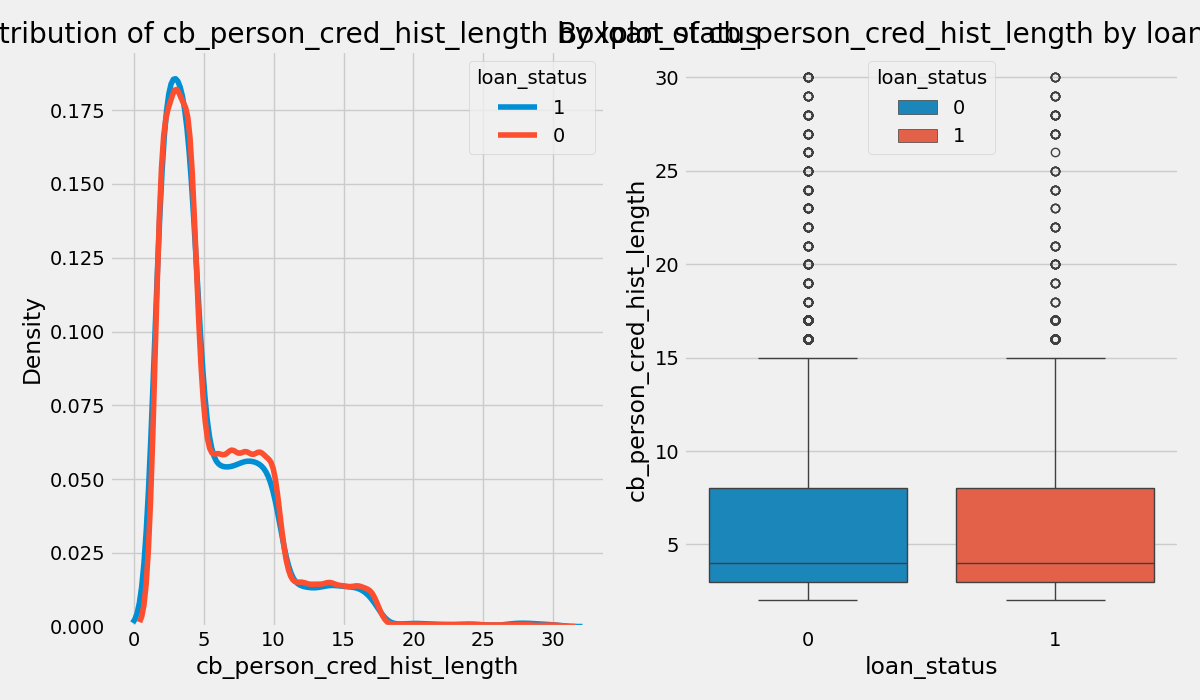 tribution of cb_person_cred_hist_length by loan_status
Boxplot of cb_person_cred_hist_length by loan
loan_status
1
0
0.175
0.150
0.125
0.100
0.075
0.050
0.025
0.000
Density
0 5 10 15 20 25 30
cb_person_cred_hist_length
loan_status
0
1
30
25
20
15
10
5
cb_person_cred_hist_length
0 1
loan_status